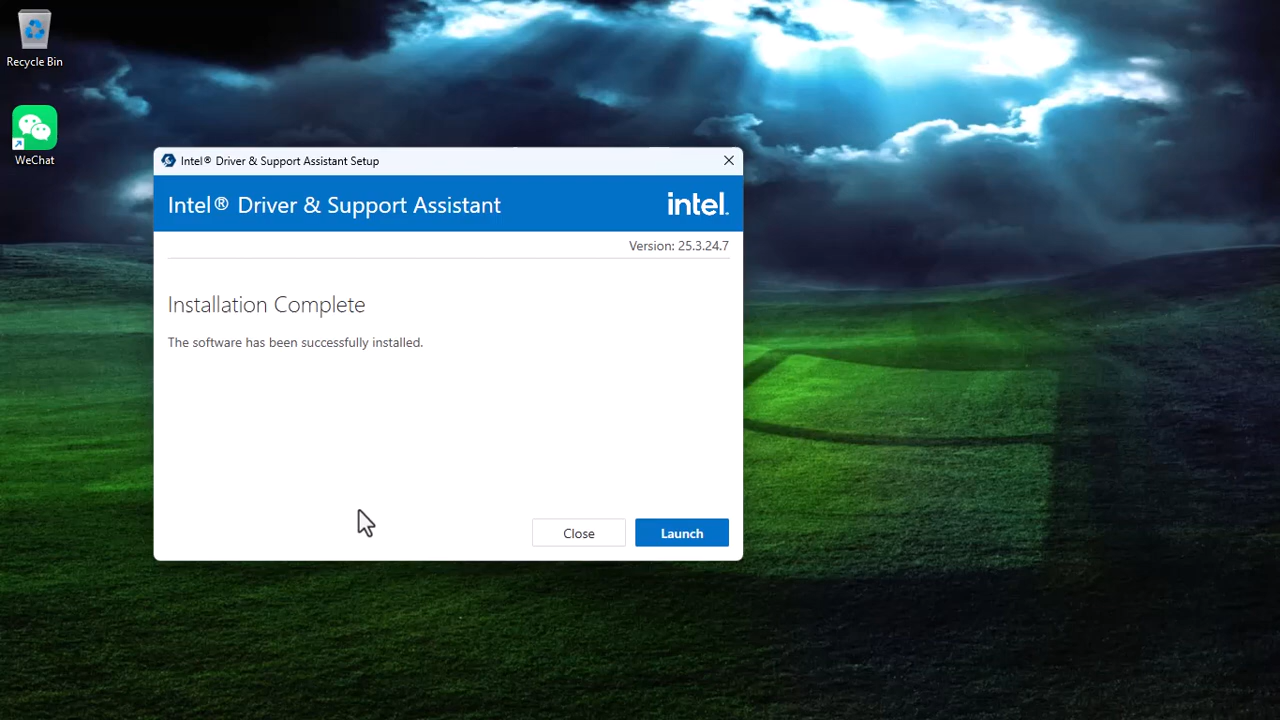 Recycle Bin
WeChat
Intel® Driver & Support Assistant Setup
Intel® Driver & Support Assistant
intel.
Version: 25.3.24.7
Installation Complete
The software has been successfully installed.
Close
Launch